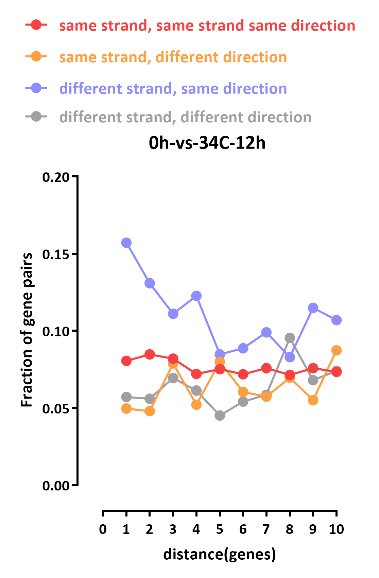 same strand, same strand same direction
same strand, different direction
different strand, same direction
different strand, different direction
0h-vs-34C-12h
0.20
0.15
0.10
0.05
0.00
Fraction of gene pairs
0 1 2 3 4 5 6 7 8 9 10
distance(genes)